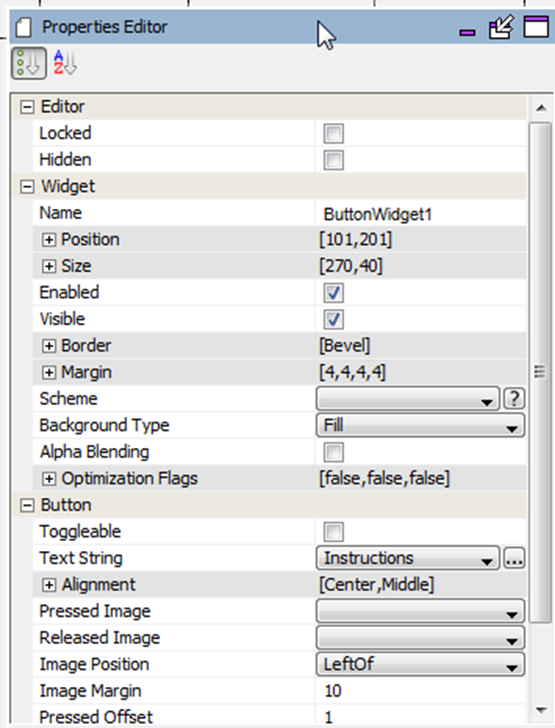 Properties Editor
A
Z
Editor
Locked
Hidden
Widget
Name ButtonWidget1
Position [101,201]
Size [270,40]
Enabled
Visible
Border [Bevel]
Margin [4,4,4,4]
Scheme ?
Background Type Fill
Alpha Blending
Optimization Flags [false,false,false]
Button
Toggleable
Text String Instructions ...
Alignment [Center,Middle]
Pressed Image
Released Image
Image Position LeftOf
Image Margin 10
Pressed Offset 1